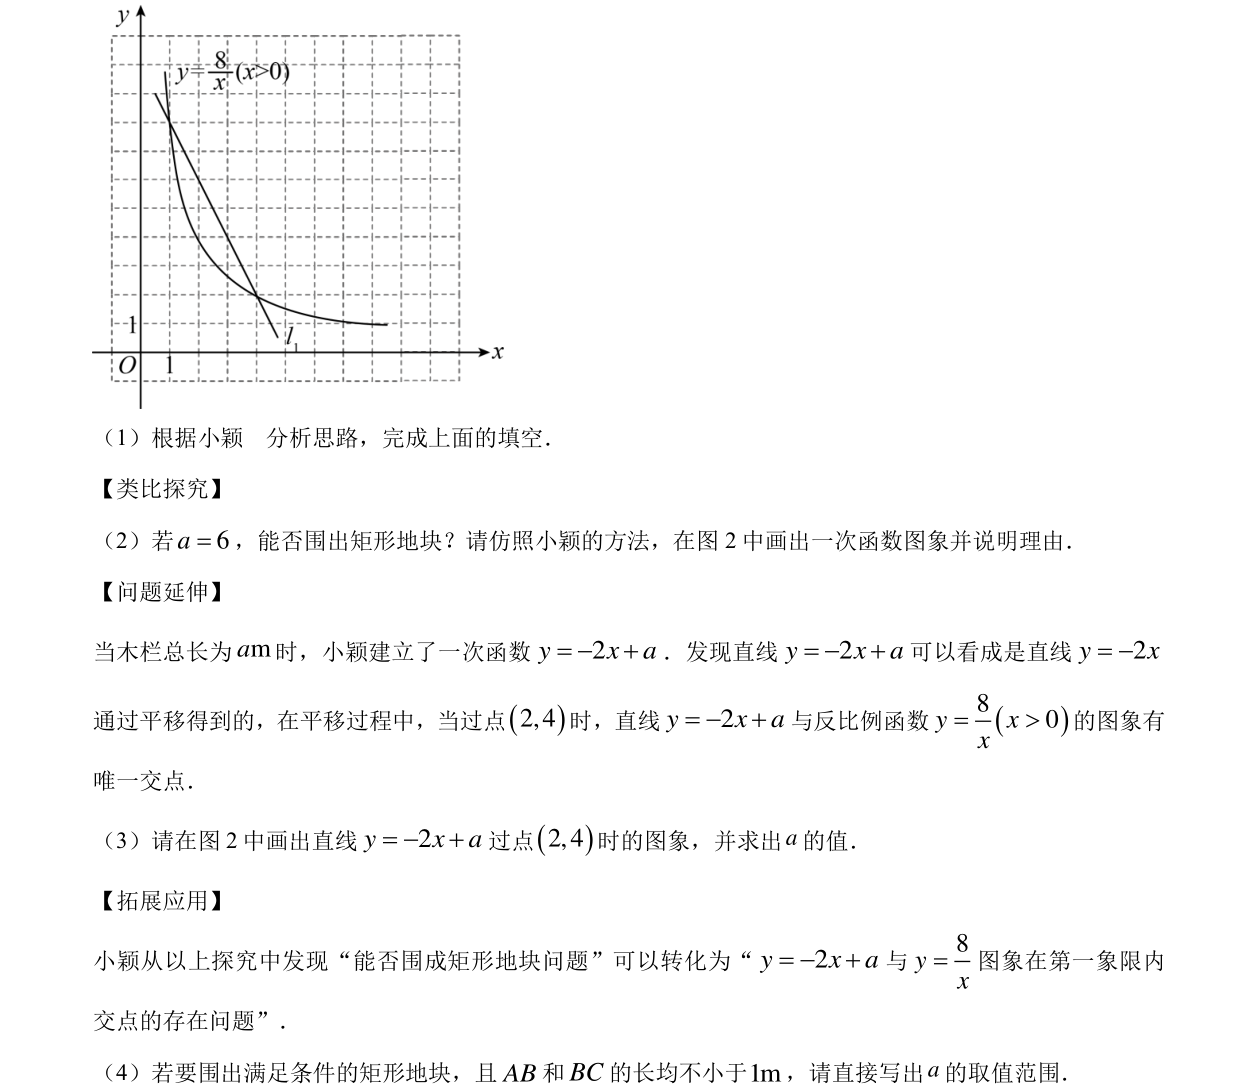 y
y=8/x(x>0)
1
l₁
O
1
x
（1）根据小颖 分析思路，完成上面的填空．
【类比探究】
（2）若a=6，能否围出矩形地块？请仿照小颖的方法，在图2中画出一次函数图象并说明理由．
【问题延伸】
当木栏总长为am时，小颖建立了一次函数y=−2x+a．发现直线y=−2x+a可以看成是直线y=−2x
通过平移得到的，在平移过程中，当过点(2,4)时，直线y=−2x+a与反比例函数y=8/x(x>0)的图象有
唯一交点．
（3）请在图2中画出直线y=−2x+a过点(2,4)时的图象，并求出a的值．
【拓展应用】
小颖从以上探究中发现“能否围成矩形地块问题”可以转化为“y=−2x+a与y=8/x图象在第一象限内
交点的存在问题”．
（4）若要围出满足条件的矩形地块，且AB和BC的长均不小于1m，请直接写出a的取值范围．